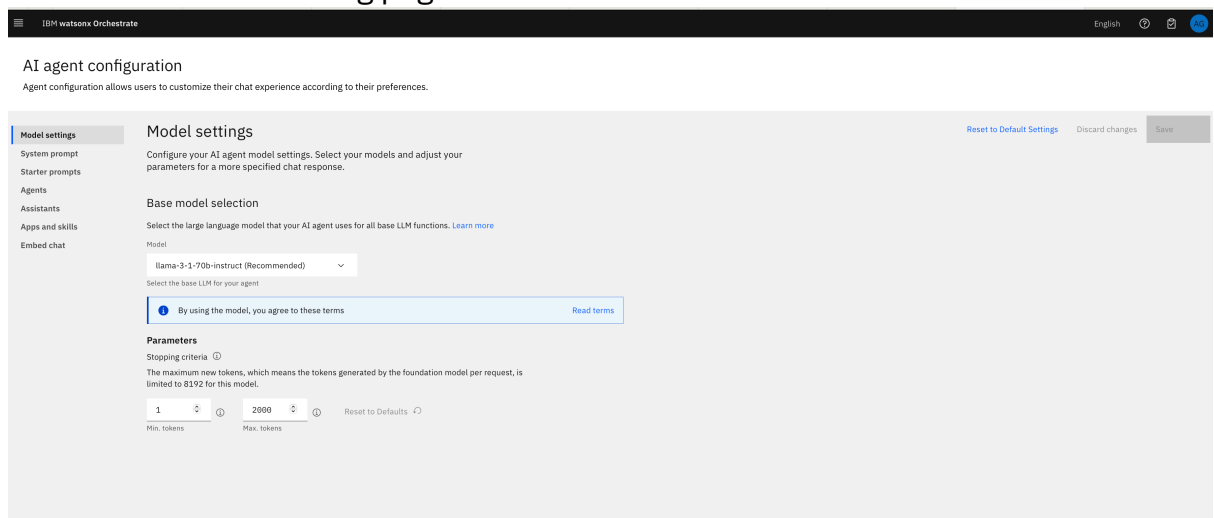 IBM watsonx Orchestrate
English
AG
AI agent configuration
Agent configuration allows users to customize their chat experience according to their preferences.
Model settings
System prompt
Starter prompts
Agents
Assistants
Apps and skills
Embed chat
Model settings
Reset to Default Settings
Discard changes
Save
Configure your AI agent model settings. Select your models and adjust your
parameters for a more specified chat response.
Base model selection
Select the large language model that your AI agent uses for all base LLM functions. Learn more
Model
llama-3-1-70b-instruct (Recommended)
Select the base LLM for your agent
By using the model, you agree to these terms
Read terms
Parameters
Stopping criteria
The maximum new tokens, which means the tokens generated by the foundation model per request, is
limited to 8192 for this model.
1
2000
Reset to Defaults
Min. tokens
Max. tokens